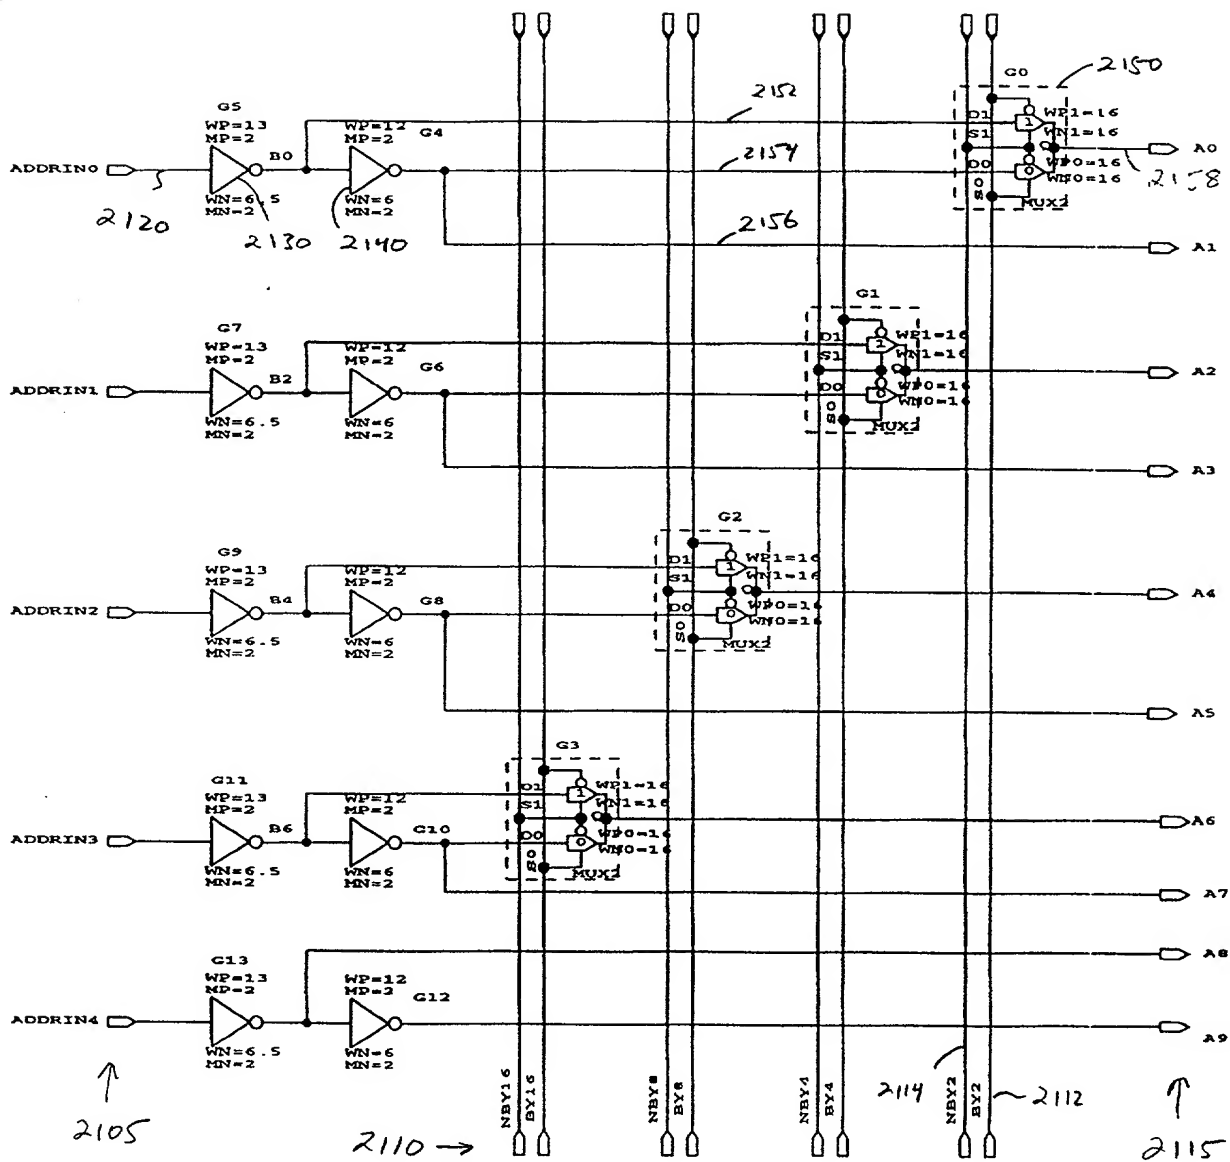 G0
2150
G5
WP=13
MP=2
WP=12
MP=2
G4
2152
D1
S1
1
WP1=16
WN1=16
ADDRIN0
B0
2154
D0
S0
0
WP0=16
WN0=16
A0
MUX2
2120
WN=6.5
MN=2
2130
WN=6
MN=2
2140
2156
A1
G1
G7
WP=13
MP=2
WP=12
MP=2
G6
D1
S1
1
WP1=16
WN1=16
ADDRIN1
B2
D0
S0
0
WP0=16
WN0=16
A2
MUX2
WN=6.5
MN=2
WN=6
MN=2
A3
G2
G9
WP=13
MP=2
WP=12
MP=2
G8
D1
S1
1
WP1=16
WN1=16
ADDRIN2
B4
D0
S0
0
WP0=16
WN0=16
A4
MUX2
WN=6.5
MN=2
WN=6
MN=2
A5
G3
G11
WP=13
MP=2
WP=12
MP=2
G10
D1
S1
1
WP1=16
WN1=16
ADDRIN3
B6
D0
S0
0
WP0=16
WN0=16
A6
MUX2
WN=6.5
MN=2
WN=6
MN=2
A7
A8
G13
WP=13
MP=2
WP=12
MP=2
G12
ADDRIN4
A9
WN=6.5
MN=2
WN=6
MN=2
NBY16
BY16
NBY8
BY8
NBY4
BY4
2114
NBY2
BY2
2112
2105
2110
2115